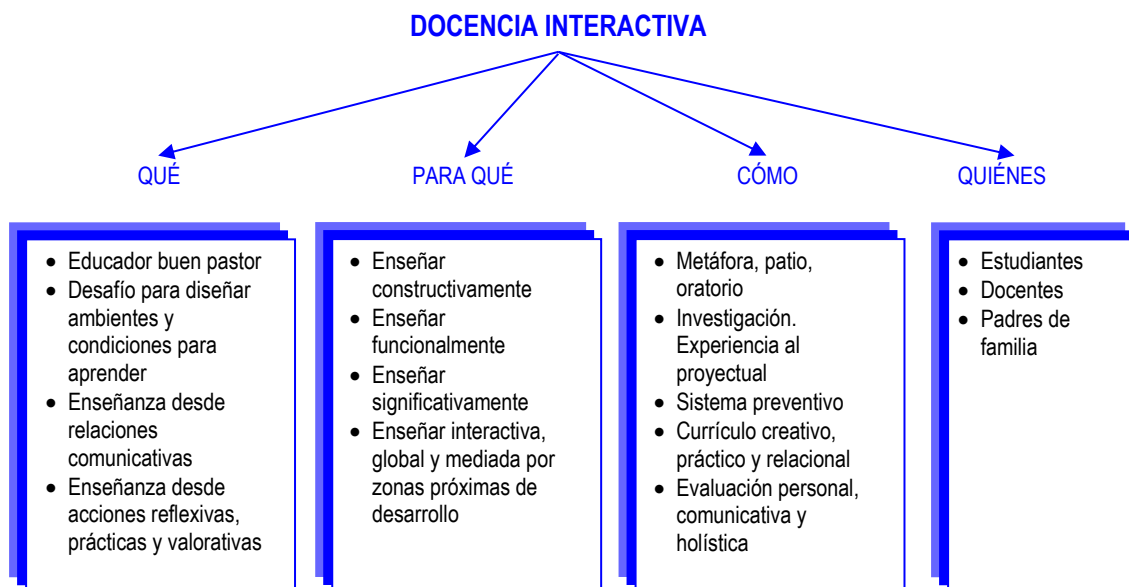 DOCENCIA INTERACTIVA
QUÉ
PARA QUÉ
CÓMO
QUIÉNES
• Educador buen pastor
• Desafío para diseñar
ambientes y
condiciones para
aprender
• Enseñanza desde
relaciones
comunicativas
• Enseñanza desde
acciones reflexivas,
prácticas y valorativas
• Enseñar
constructivamente
• Enseñar
funcionalmente
• Enseñar
significativamente
• Enseñar interactiva,
global y mediada por
zonas próximas de
desarrollo
• Metáfora, patio,
oratorio
• Investigación.
Experiencia al
proyectual
• Sistema preventivo
• Currículo creativo,
práctico y relacional
• Evaluación personal,
comunicativa y
holística
• Estudiantes
• Docentes
• Padres de
familia